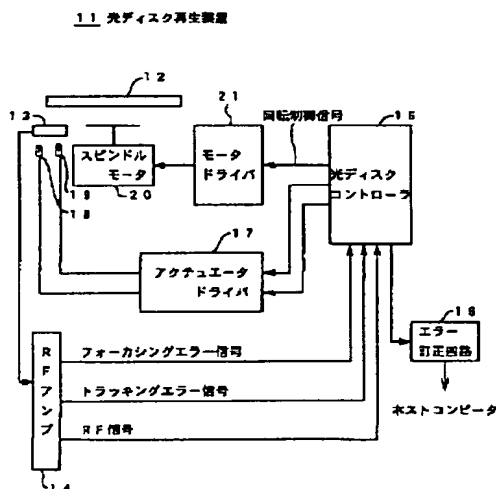 11 光ディスク再生装置
12
13
21
回転制御信号
15
スピンドル
モータ
20
モータ
ドライバ
光ディスク
コントローラ
19
18
17
アクチュエータ
ドライバ
エラー
訂正回路
RFアンプ
フォーカシングエラー信号
トラッキングエラー信号
RF信号
ホストコンピュータ
14